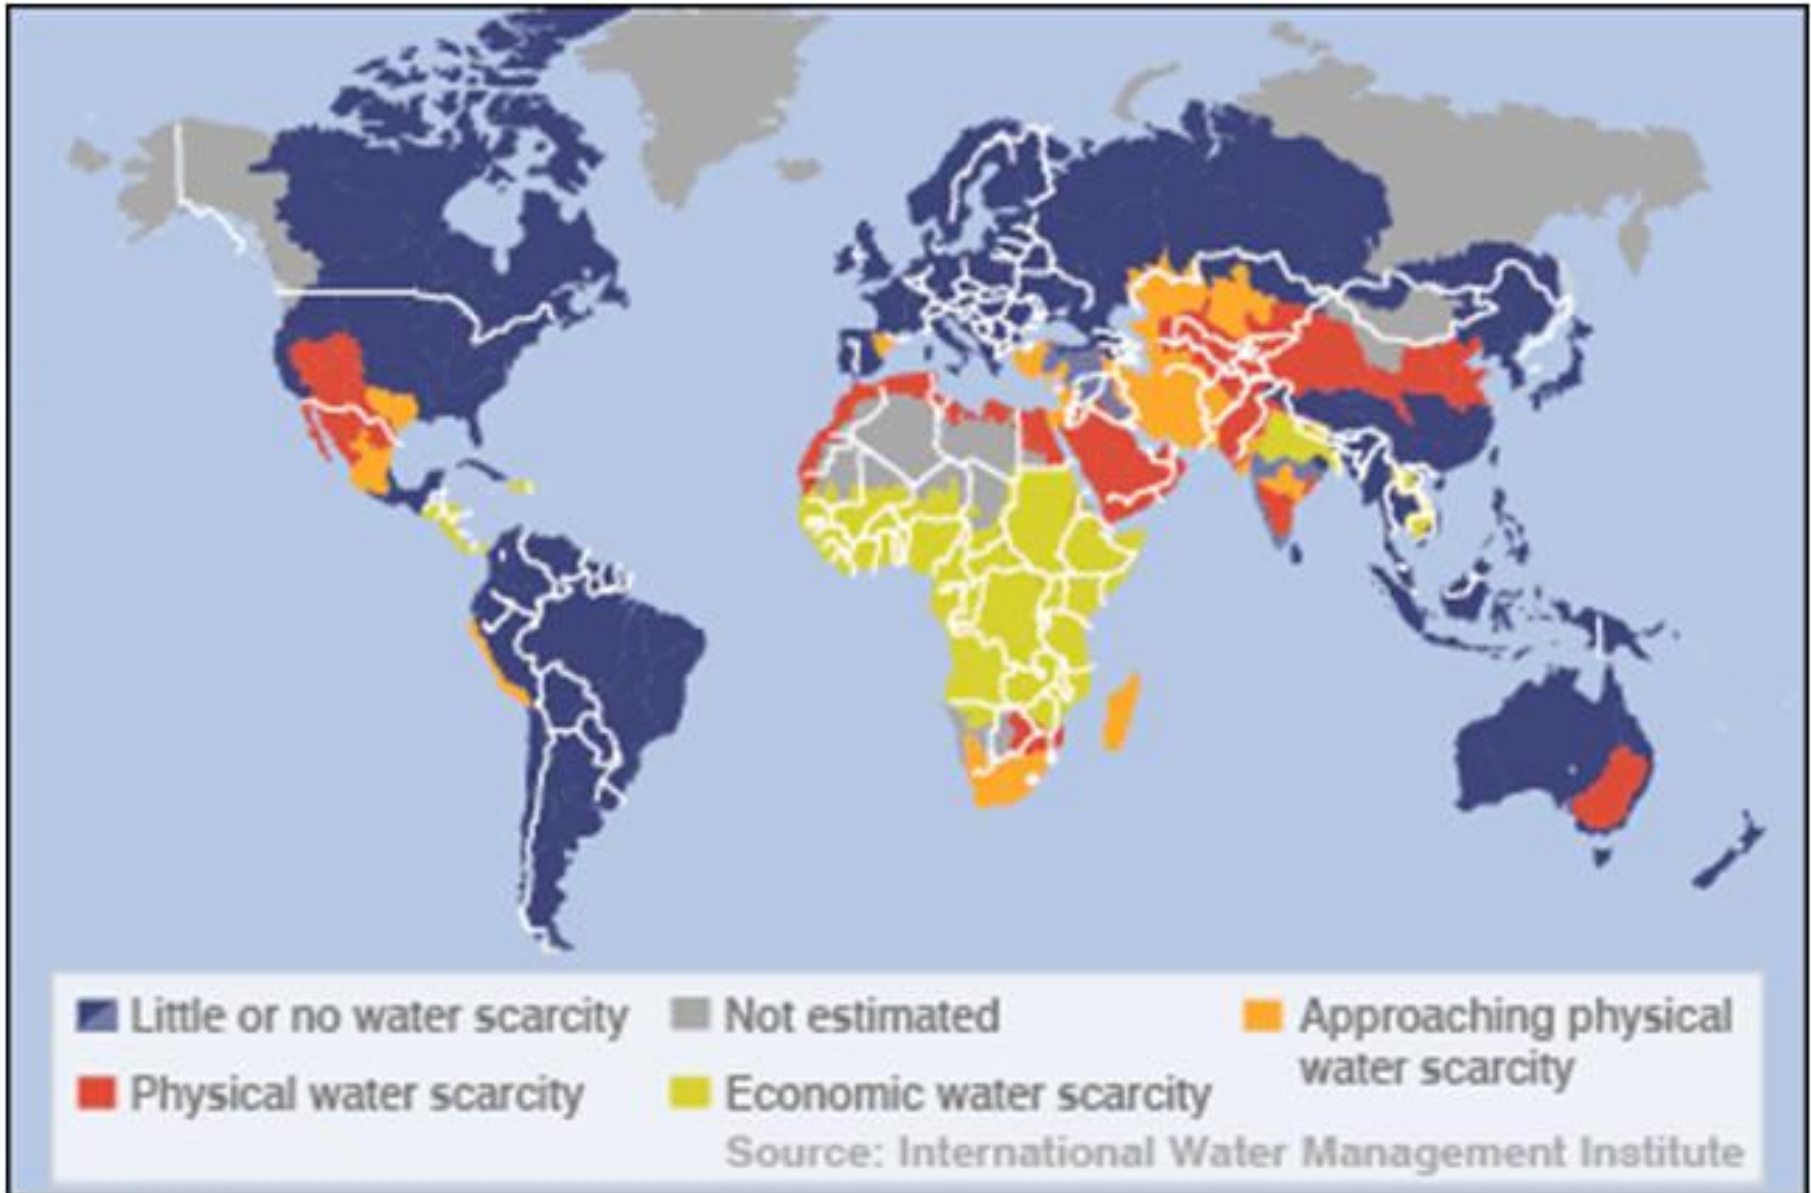 Little or no water scarcity
Not estimated
Approaching physical
water scarcity
Physical water scarcity
Economic water scarcity
Source: International Water Management Institute